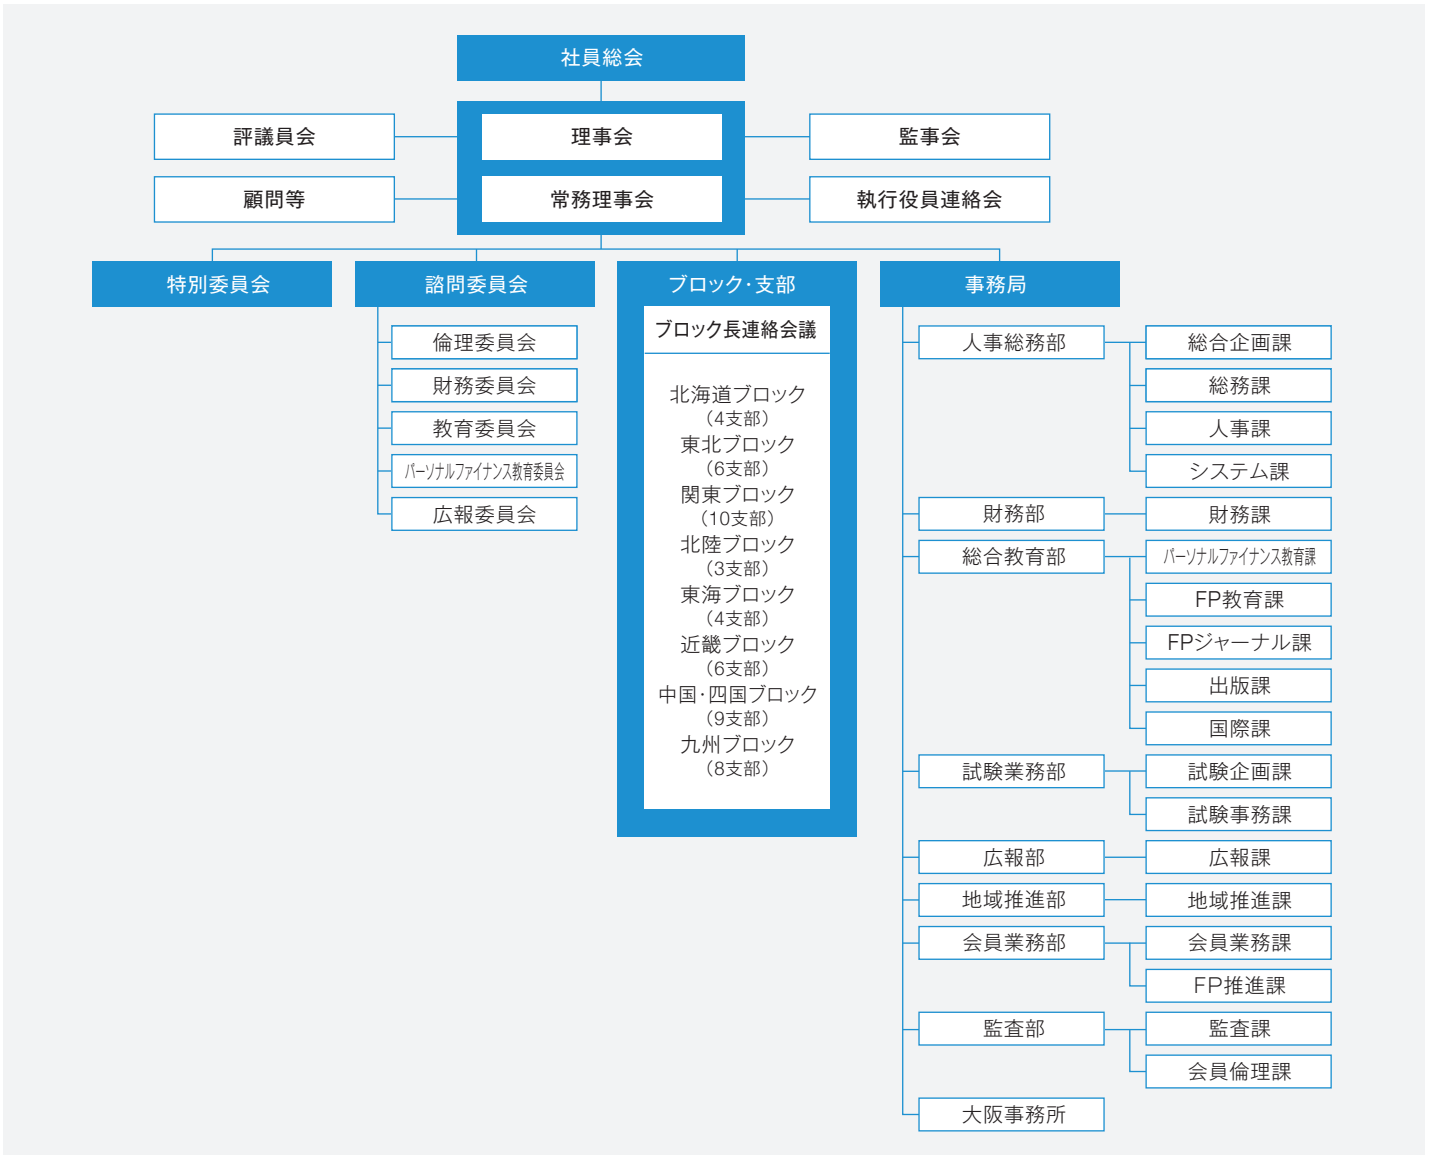 社員総会
評議員会
理事会
監事会
顧問等
常務理事会
執行役員連絡会
特別委員会
諮問委員会
倫理委員会
財務委員会
教育委員会
パーソナルファイナンス教育委員会
広報委員会
ブロック・支部
ブロック長連絡会議
北海道ブロック
(4支部)
東北ブロック
(6支部)
関東ブロック
(10支部)
北陸ブロック
(3支部)
東海ブロック
(4支部)
近畿ブロック
(6支部)
中国・四国ブロック
(9支部)
九州ブロック
(8支部)
事務局
人事総務部
総合企画課
総務課
人事課
システム課
財務部
財務課
総合教育部
パーソナルファイナンス教育課
FP教育課
FPジャーナル課
出版課
国際課
試験業務部
試験企画課
試験事務課
広報部
広報課
地域推進部
地域推進課
会員業務部
会員業務課
FP推進課
監査部
監査課
会員倫理課
大阪事務所